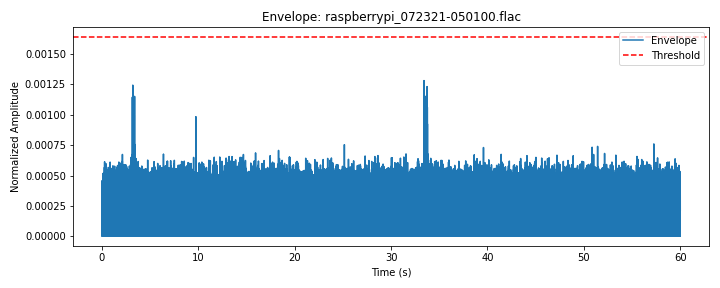 Envelope: raspberrypi_072321-050100.flac
Normalized Amplitude
0.00150
0.00125
0.00100
0.00075
0.00050
0.00025
0.00000
Envelope
Threshold
0 10 20 30 40 50 60
Time (s)